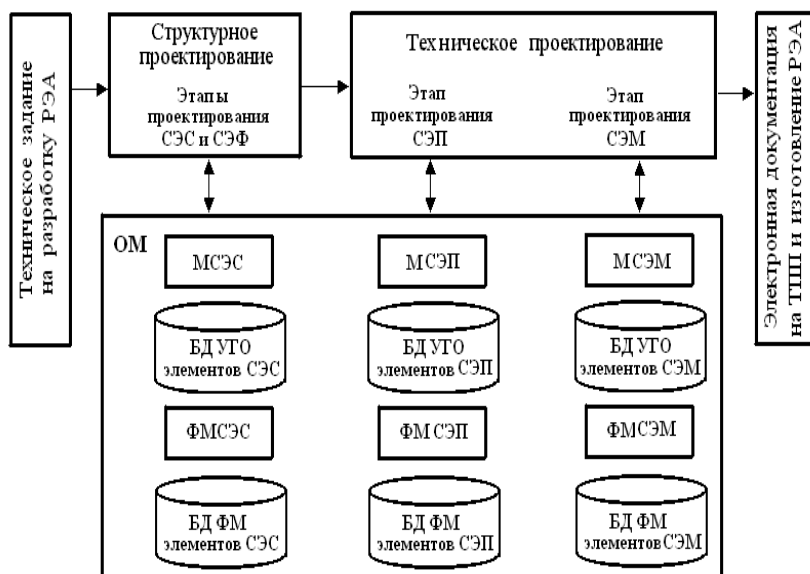 Техническое задание
на разработку РЭА
Структурное
проектирование
Этапы
проектирования
СЭС и СЭФ
Техническое проектирование
Этап
проектирования
СЭП
Этап
проектирования
СЭМ
Электронная документация
на ТПП и изготовление РЭА
ОМ
МСЭС
МСЭП
МСЭМ
БД УГО
элементов СЭС
БД УГО
элементов СЭП
БД УГО
элементов СЭМ
ФМСЭС
ФМСЭП
ФМСЭМ
БД ФМ
элементов СЭС
БД ФМ
элементов СЭП
БД ФМ
элементов СЭМ